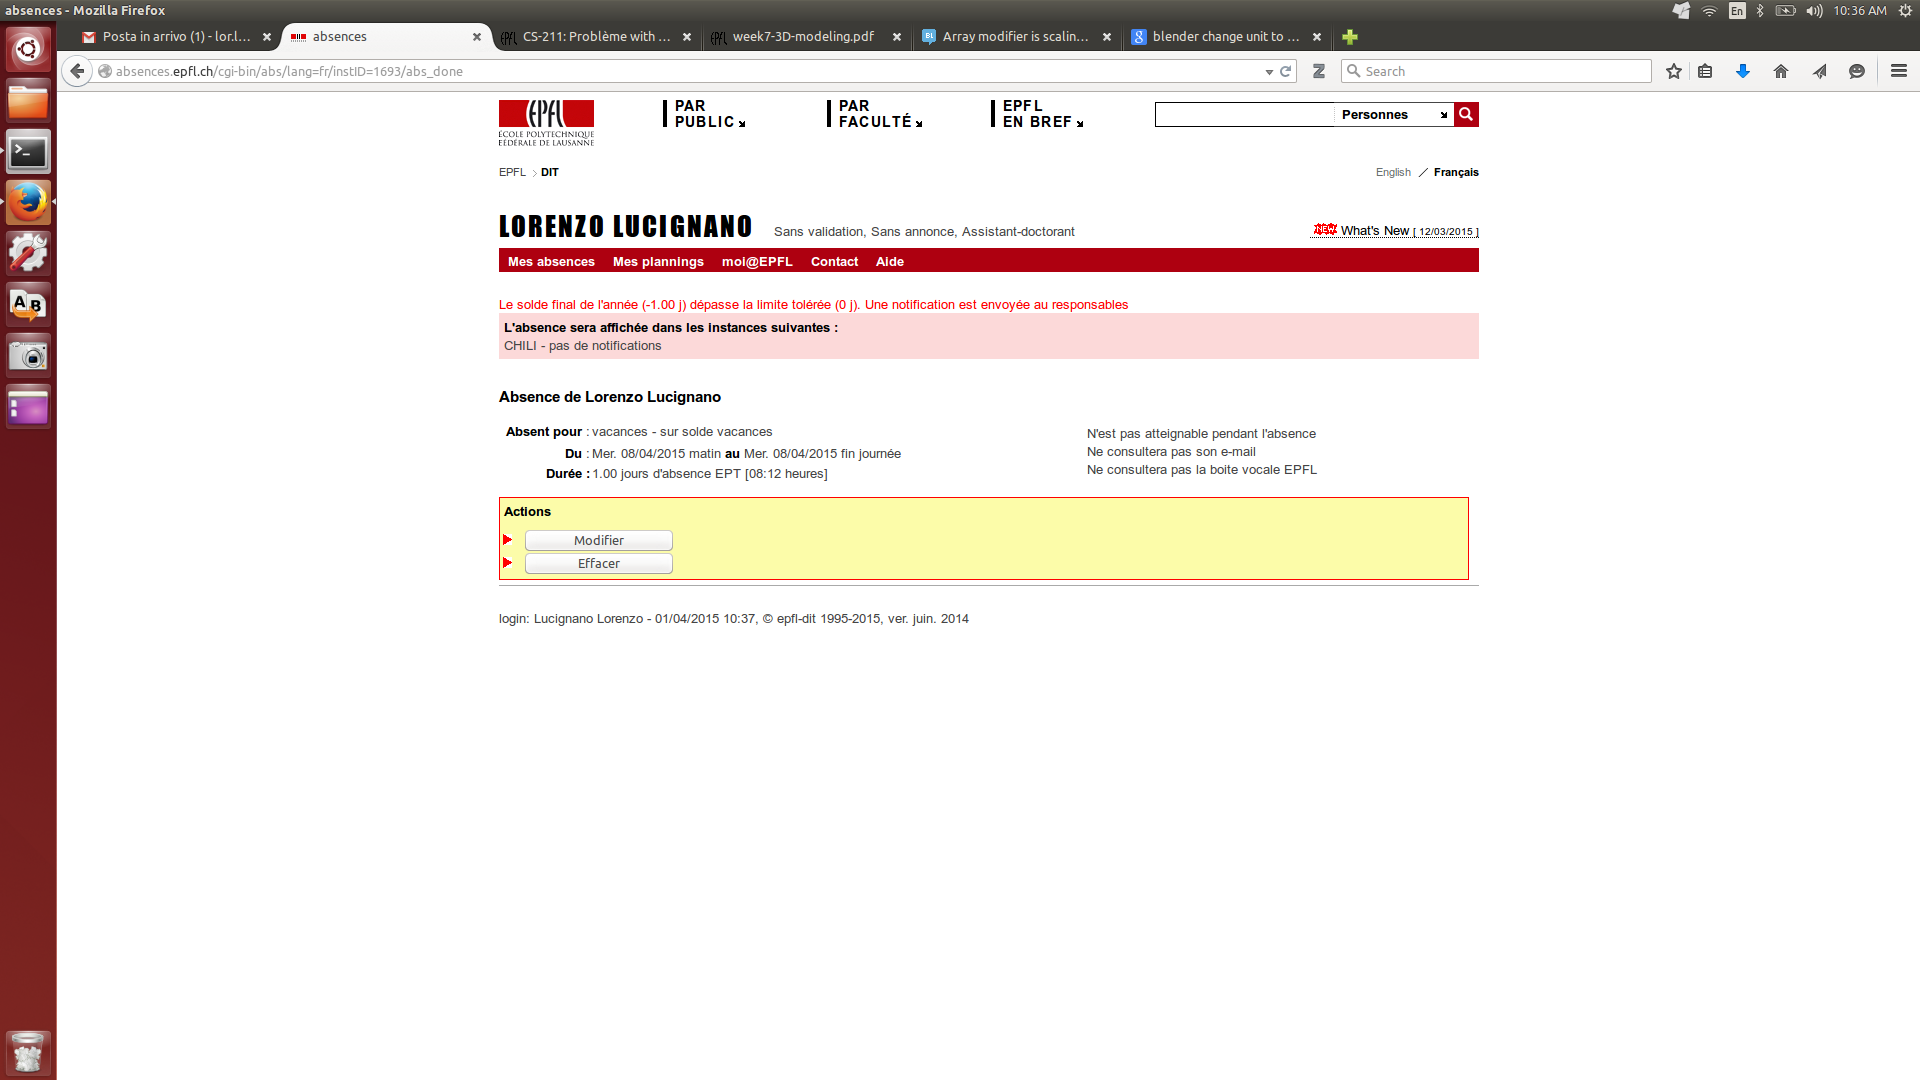 absences - Mozilla Firefox
En
10:36 AM
Posta in arrivo (1) - lor.l...
absences
CS-211: Problème with ...
week7-3D-modeling.pdf
Array modifier is scalin...
blender change unit to ...
absences.epfl.ch/cgi-bin/abs/lang=fr/instID=1693/abs_done
Search
EPFL
ÉCOLE POLYTECHNIQUE
FÉDÉRALE DE LAUSANNE
PAR
PUBLIC
PAR
FACULTÉ
EPFL
EN BREF
Personnes
EPFL > DIT
English / Français
LORENZO LUCIGNANO Sans validation, Sans annonce, Assistant-doctorant
NEW What's New [ 12/03/2015 ]
Mes absences Mes plannings moi@EPFL Contact Aide
Le solde final de l'année (-1.00 j) dépasse la limite tolérée (0 j). Une notification est envoyée au responsables
L'absence sera affichée dans les instances suivantes :
CHILI - pas de notifications
Absence de Lorenzo Lucignano
Absent pour : vacances - sur solde vacances
Du : Mer. 08/04/2015 matin au Mer. 08/04/2015 fin journée
Durée : 1.00 jours d'absence EPT [08:12 heures]
N'est pas atteignable pendant l'absence
Ne consultera pas son e-mail
Ne consultera pas la boite vocale EPFL
Actions
Modifier
Effacer
login: Lucignano Lorenzo - 01/04/2015 10:37, © epfl-dit 1995-2015, ver. juin. 2014